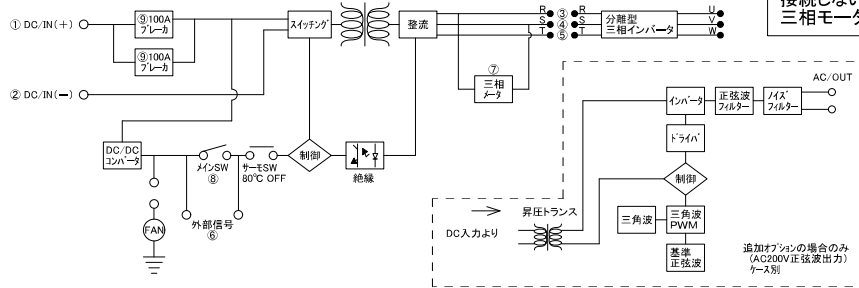 接続しない
三相モータ
① DC/IN(+)
⑨100A
ブレーカ
⑨100A
ブレーカ
② DC/IN(ー)
スイッチング
整流
R ③ R
S ④ S
T ⑤ T
分離型
三相インバータ
U
V
W
⑦
三相
メータ
DC/DC
コンバータ
メインSW
⑧
サーモSW
80℃ OFF
制御
絶縁
外部信号
⑥
FAN
AC/OUT
インバータ
正弦波
フィルター
ノイズ
フィルター
ドライバ
制御
三角波
三角波
PWM
基準
正弦波
昇圧トランス
DC入力より
追加オプションの場合のみ
(AC200V正弦波出力)
ケース別